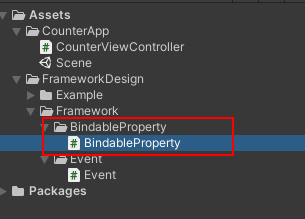 Assets
CounterApp
CounterViewController
Scene
FrameworkDesign
Example
Framework
BindableProperty
BindableProperty
Event
Event
Packages